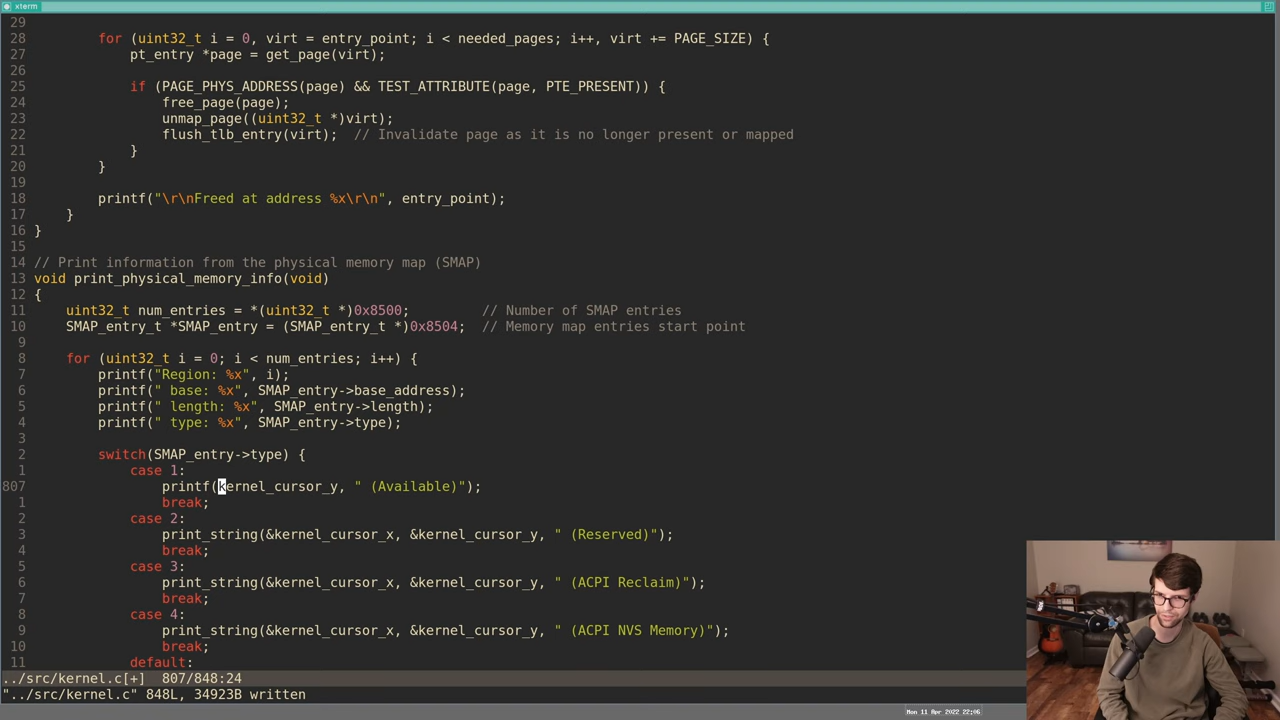 xterm
29
28         for (uint32_t i = 0, virt = entry_point; i < needed_pages; i++, virt += PAGE_SIZE) {
27             pt_entry *page = get_page(virt);
26
25             if (PAGE_PHYS_ADDRESS(page) && TEST_ATTRIBUTE(page, PTE_PRESENT)) {
24                 free_page(page);
23                 unmap_page((uint32_t *)virt);
22                 flush_tlb_entry(virt);  // Invalidate page as it is no longer present or mapped
21             }
20         }
19
18         printf("\r\nFreed at address %x\r\n", entry_point);
17     }
16 }
15
14 // Print information from the physical memory map (SMAP)
13 void print_physical_memory_info(void)
12 {
11     uint32_t num_entries = *(uint32_t *)0x8500;         // Number of SMAP entries
10     SMAP_entry_t *SMAP_entry = (SMAP_entry_t *)0x8504;  // Memory map entries start point
9
8     for (uint32_t i = 0; i < num_entries; i++) {
7         printf("Region: %x", i);
6         printf(" base: %x", SMAP_entry->base_address);
5         printf(" length: %x", SMAP_entry->length);
4         printf(" type: %x", SMAP_entry->type);
3
2         switch(SMAP_entry->type) {
1             case 1:
807                 printf(kernel_cursor_y, " (Available)");
1                 break;
2             case 2:
3                 print_string(&kernel_cursor_x, &kernel_cursor_y, " (Reserved)");
4                 break;
5             case 3:
6                 print_string(&kernel_cursor_x, &kernel_cursor_y, " (ACPI Reclaim)");
7                 break;
8             case 4:
9                 print_string(&kernel_cursor_x, &kernel_cursor_y, " (ACPI NVS Memory)");
10                 break;
11             default:
../src/kernel.c[+]  807/848:24
"../src/kernel.c" 848L, 34923B written
Mon 11 Apr 2022 22:06